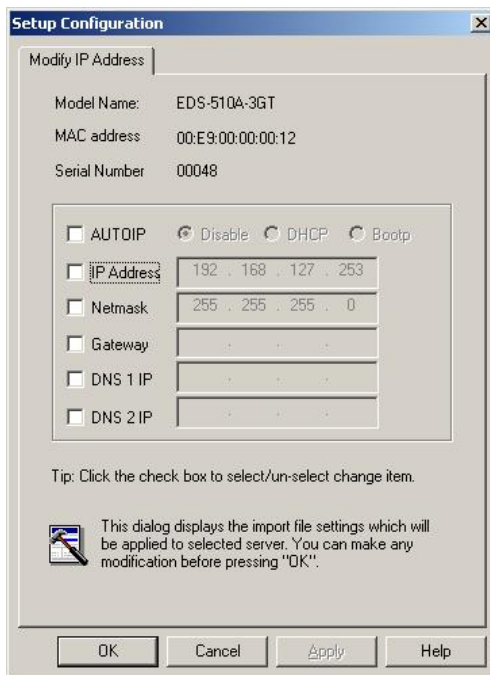 Setup Configuration
Modify IP Address
Model Name: EDS-510A-3GT
MAC address 00:E9:00:00:00:12
Serial Number 00048
AUTOIP Disable DHCP Bootp
IP Address 192 . 168 . 127 . 253
Netmask 255 . 255 . 255 . 0
Gateway . . .
DNS 1 IP . . .
DNS 2 IP . . .
Tip: Click the check box to select/un-select change item.
This dialog displays the import file settings which will
be applied to selected server. You can make any
modification before pressing "OK".
OK Cancel Apply Help